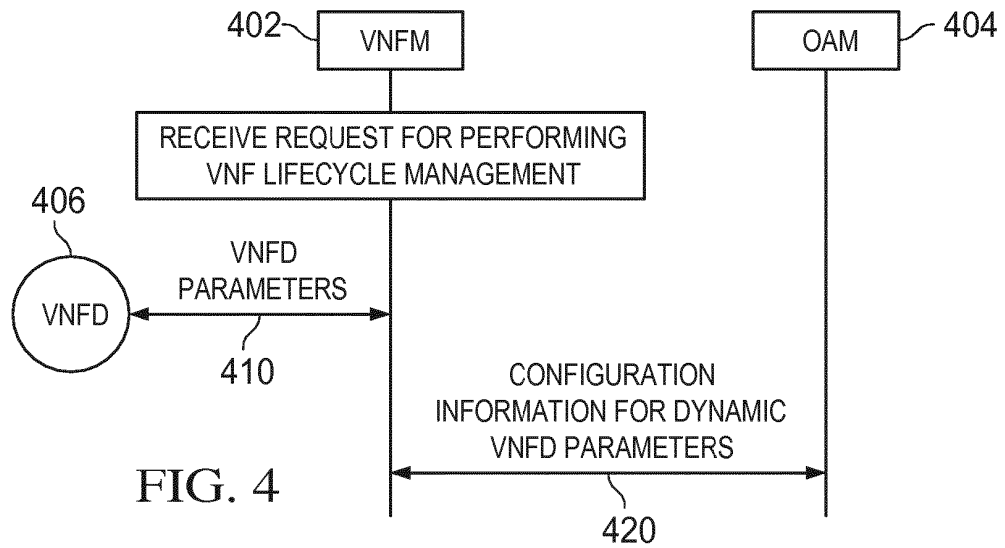 402
VNFM
OAM
404
RECEIVE REQUEST FOR PERFORMING
VNF LIFECYCLE MANAGEMENT
406
VNFD
VNFD
PARAMETERS
410
CONFIGURATION
INFORMATION FOR DYNAMIC
VNFD PARAMETERS
420
FIG. 4